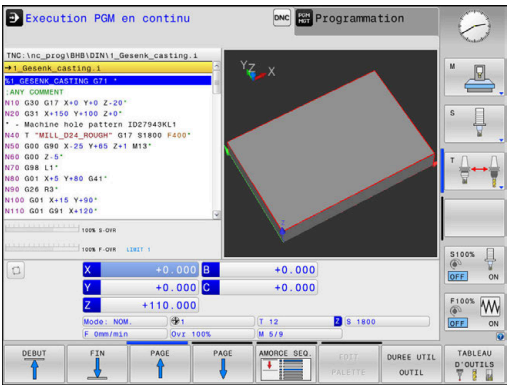 Execution PGM en continu
DNC
PGM
MDT
Programmation
TNC:\nc_prog\BHB\DIN\1_Gesenk_casting.i
→1_Gesenk_casting.i
%1_GESENK_CASTING G71 *
;ANY COMMENT
N10 G30 G17 X+0 Y+0 Z-20*
N20 G31 X+150 Y+100 Z+0*
* - Machine hole pattern ID27943KL1
N40 T "MILL_D24_ROUGH" G17 S1800 F400*
N50 G00 G90 X-25 Y+65 Z+1 M13*
N60 G00 Z-5*
N70 G98 L1*
N80 G01 X+5 Y+80 G41*
N90 G26 R3*
N100 G01 X+15 Y+90*
N110 G01 G91 X+120*
Y
Z
X
Z
M
S
T
100% S-OVR
100% F-OVR LIMIT 1
X +0.000 B +0.000
Y +0.000 C +0.000
Z +110.000
Mode: NOM. 1 T 12 Z S 1800
F 0mm/min Ovr 100% M 5/9
S100%
OFF ON
F100%
OFF ON
DEBUT
FIN
PAGE
PAGE
AMORCE SEQ.
EDIT
PALETTE
DUREE UTIL
OUTIL
TABLEAU
D'OUTILS